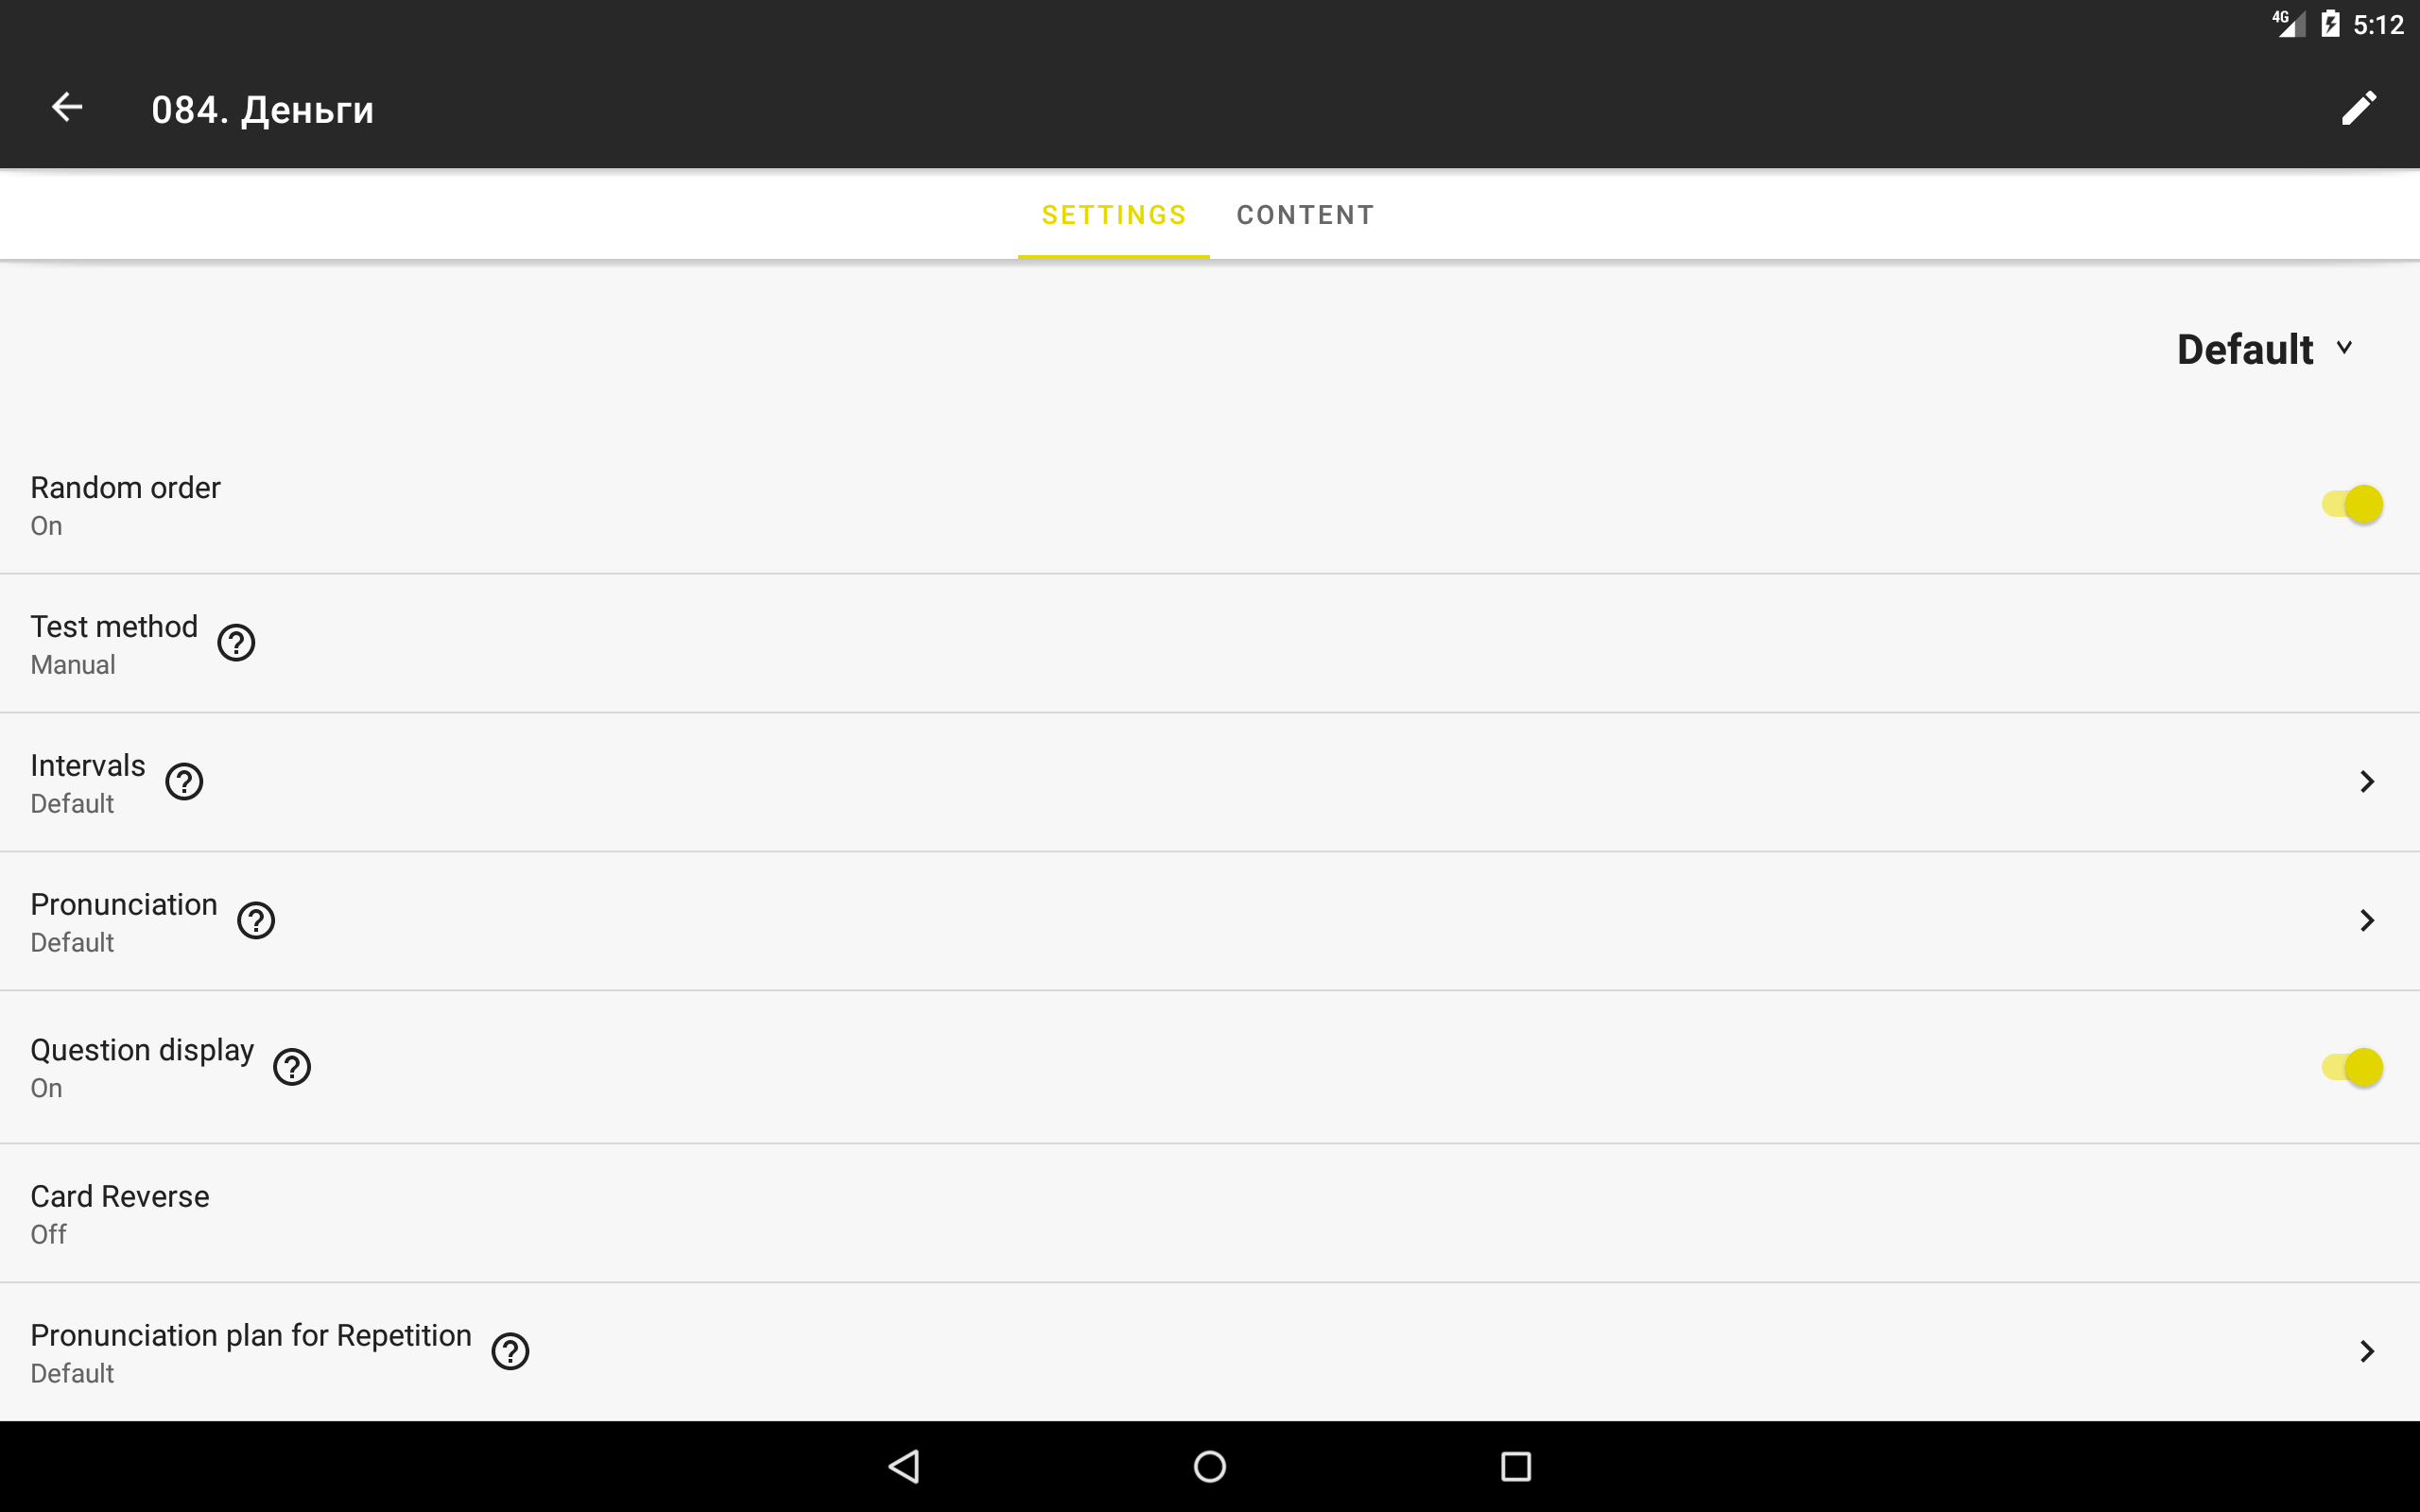 4G 5:12
084. Деньги
SETTINGS CONTENT
Default
Random order
On
Test method
Manual
Intervals
Default
Pronunciation
Default
Question display
On
Card Reverse
Off
Pronunciation plan for Repetition
Default